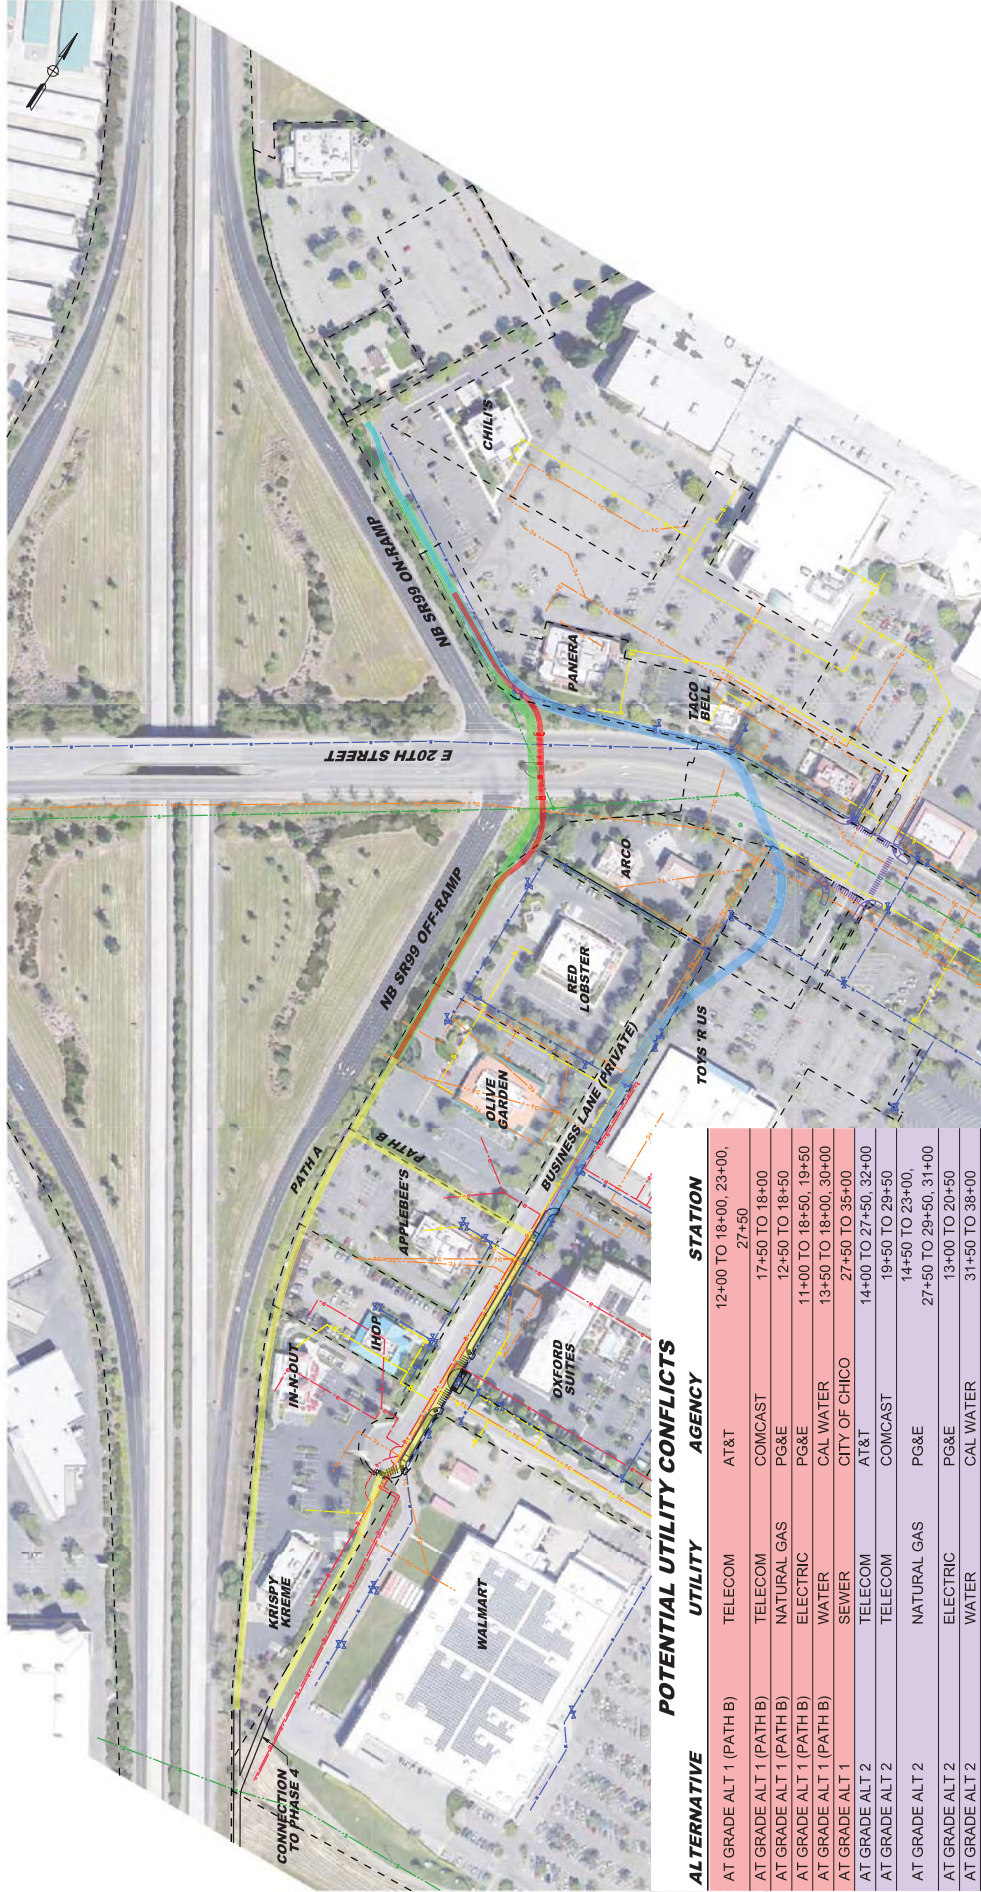 CONNECTION
TO PHASE 4
KRISPY
KREME
WALMART
IN-N-OUT
IHOP
OXFORD
SUITES
PATH A
APPLEBEE'S
PATH B
OLIVE
GARDEN
BUSINESS LANE (PRIVATE)
NB SR99 OFF-RAMP
RED
LOBSTER
TOYS 'R US
ARCO
E 20TH STREET
TACO
BELL
PANERA
NB SR99 ON-RAMP
CHILI'S
POTENTIAL UTILITY CONFLICTS
ALTERNATIVE UTILITY AGENCY STATION
AT GRADE ALT 1 (PATH B) TELECOM AT&T 12+00 TO 18+00, 23+00,
27+50
AT GRADE ALT 1 (PATH B) TELECOM COMCAST 17+50 TO 18+00
AT GRADE ALT 1 (PATH B) NATURAL GAS PG&E 12+50 TO 18+50
AT GRADE ALT 1 (PATH B) ELECTRIC PG&E 11+00 TO 18+50, 19+50
AT GRADE ALT 1 (PATH B) WATER CAL WATER 13+50 TO 18+00, 30+00
AT GRADE ALT 1 SEWER CITY OF CHICO 27+50 TO 35+00
AT GRADE ALT 2 TELECOM AT&T 14+00 TO 27+50, 32+00
AT GRADE ALT 2 TELECOM COMCAST 19+50 TO 29+50
AT GRADE ALT 2 NATURAL GAS PG&E 14+50 TO 23+00,
27+50 TO 29+50, 31+00
AT GRADE ALT 2 ELECTRIC PG&E 13+00 TO 20+50
AT GRADE ALT 2 WATER CAL WATER 31+50 TO 38+00